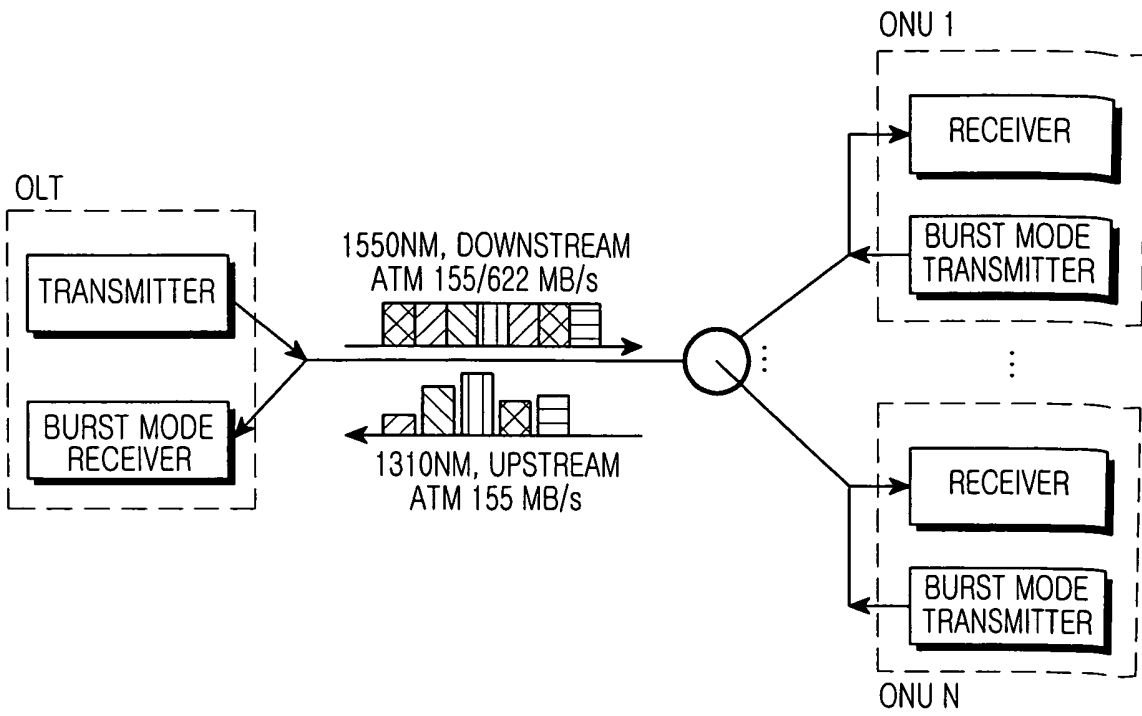 ONU 1
RECEIVER
BURST MODE
TRANSMITTER
OLT
TRANSMITTER
BURST MODE
RECEIVER
1550NM, DOWNSTREAM
ATM 155/622 MB/s
1310NM, UPSTREAM
ATM 155 MB/s
RECEIVER
BURST MODE
TRANSMITTER
ONU N